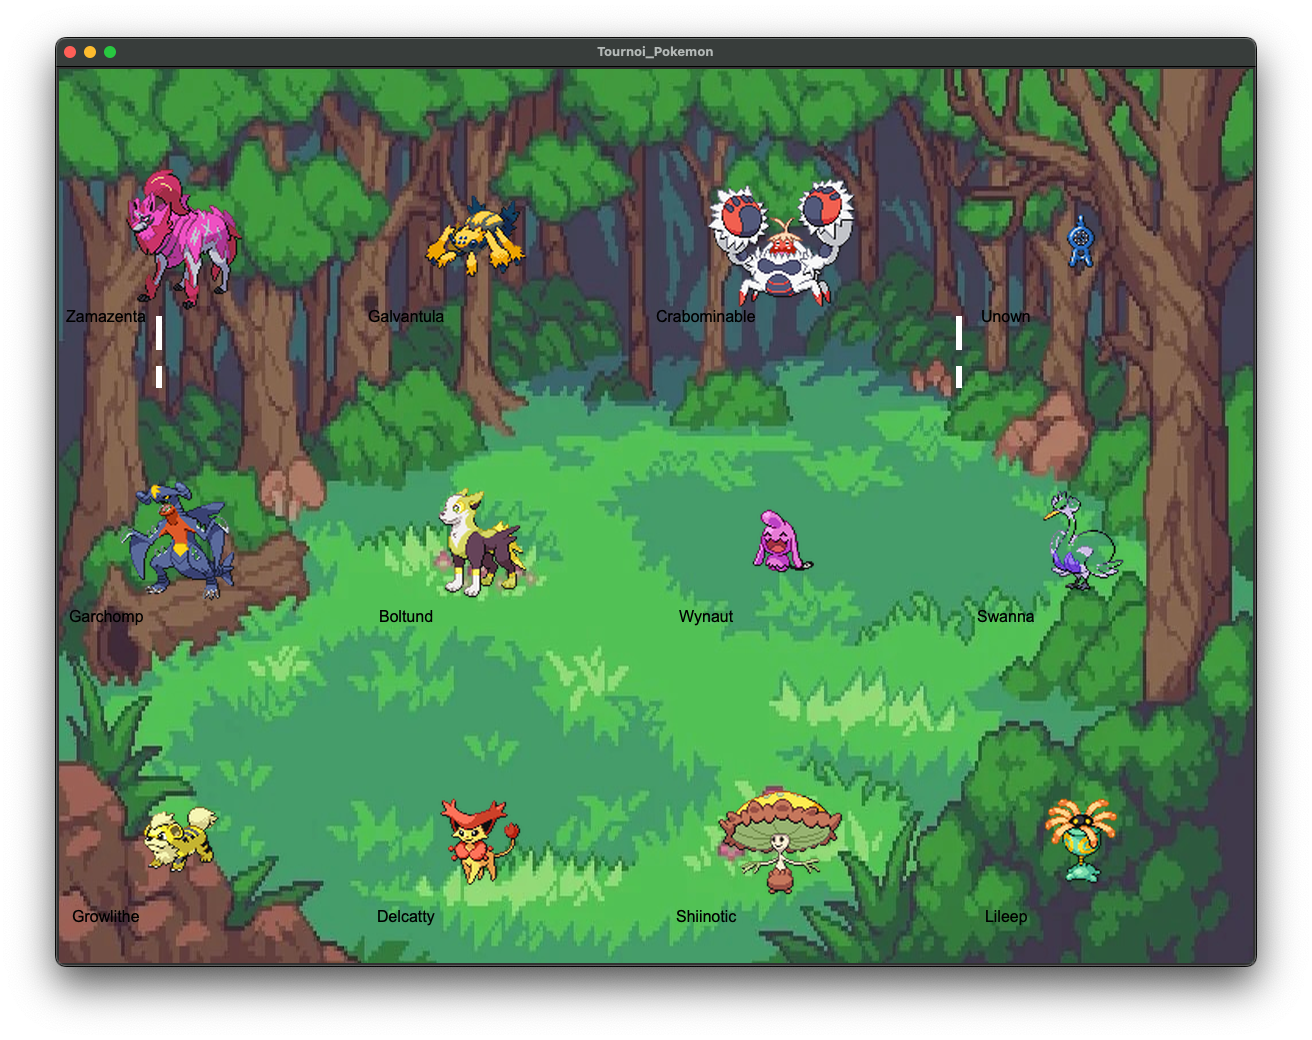 Tournoi_Pokemon
Zamazenta
Galvantula
Crabominable
Unown
Garchomp
Boltund
Wynaut
Swanna
Growlithe
Delcatty
Shiinotic
Lileep